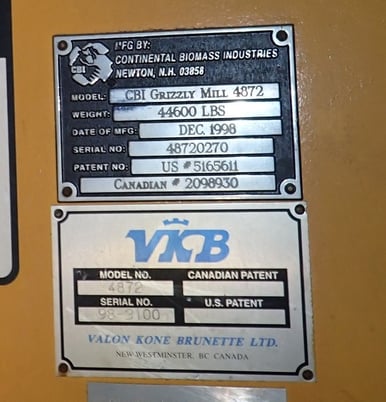 CBI
MFG BY:
CONTINENTAL BIOMASS INDUSTRIES
NEWTON, N.H. 03858
MODEL: CBI GRIZZLY MILL 4872
WEIGHT: 44600 LBS
DATE OF MFG: DEC, 1998
SERIAL NO: 48720270
PATENT NO: US # 5165611
CANADIAN # 2098930
VKB
MODEL NO. CANADIAN PATENT
4872
SERIAL NO. U.S. PATENT
98-3100
VALON KONE BRUNETTE LTD.
NEW WESTMINSTER, BC CANADA